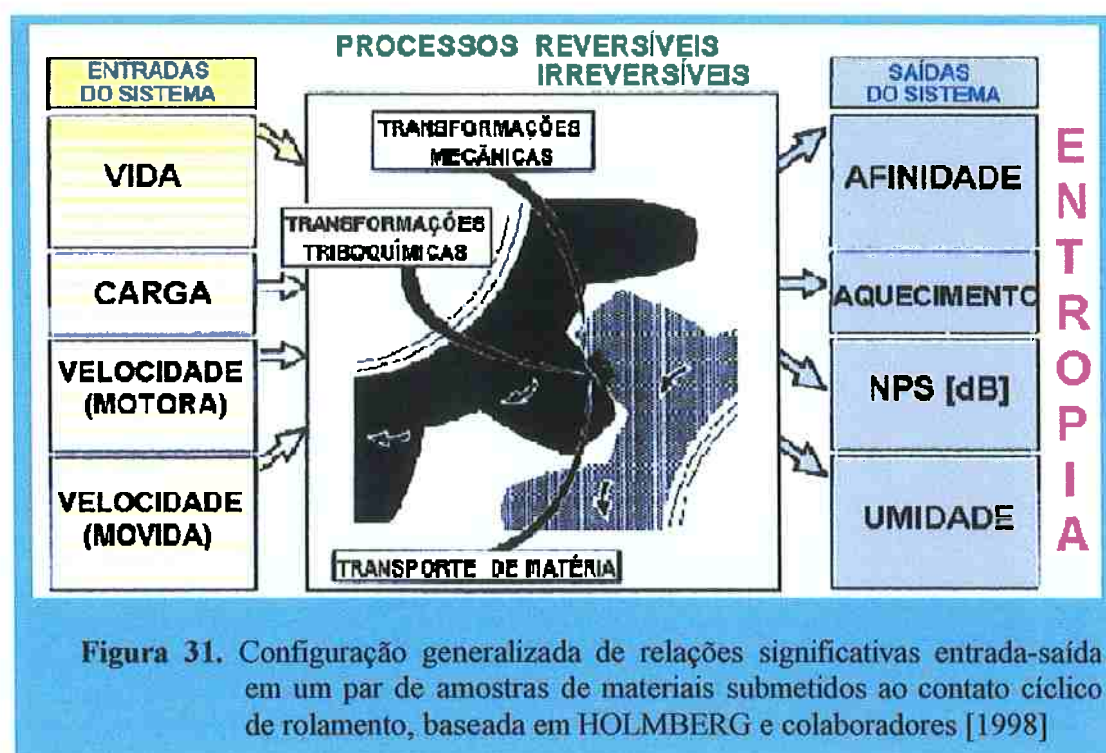 PROCESSOS REVERSÍVEIS
IRREVERSÍVEIS
ENTRADAS
DO SISTEMA
VIDA
CARGA
VELOCIDADE
(MOTORA)
VELOCIDADE
(MOVIDA)
TRANSFORMAÇÕES
MECÂNICAS
TRANSFORMAÇÕES
TRIBOQUÍMICAS
TRANSPORTE DE MATÉRIA
SAÍDAS
DO SISTEMA
AFINIDADE
AQUECIMENTO
NPS [dB]
UMIDADE
ENTROPIA
Figura 31. Configuração generalizada de relações significativas entrada-saída
em um par de amostras de materiais submetidos ao contato cíclico
de rolamento, baseada em HOLMBERG e colaboradores [1998]